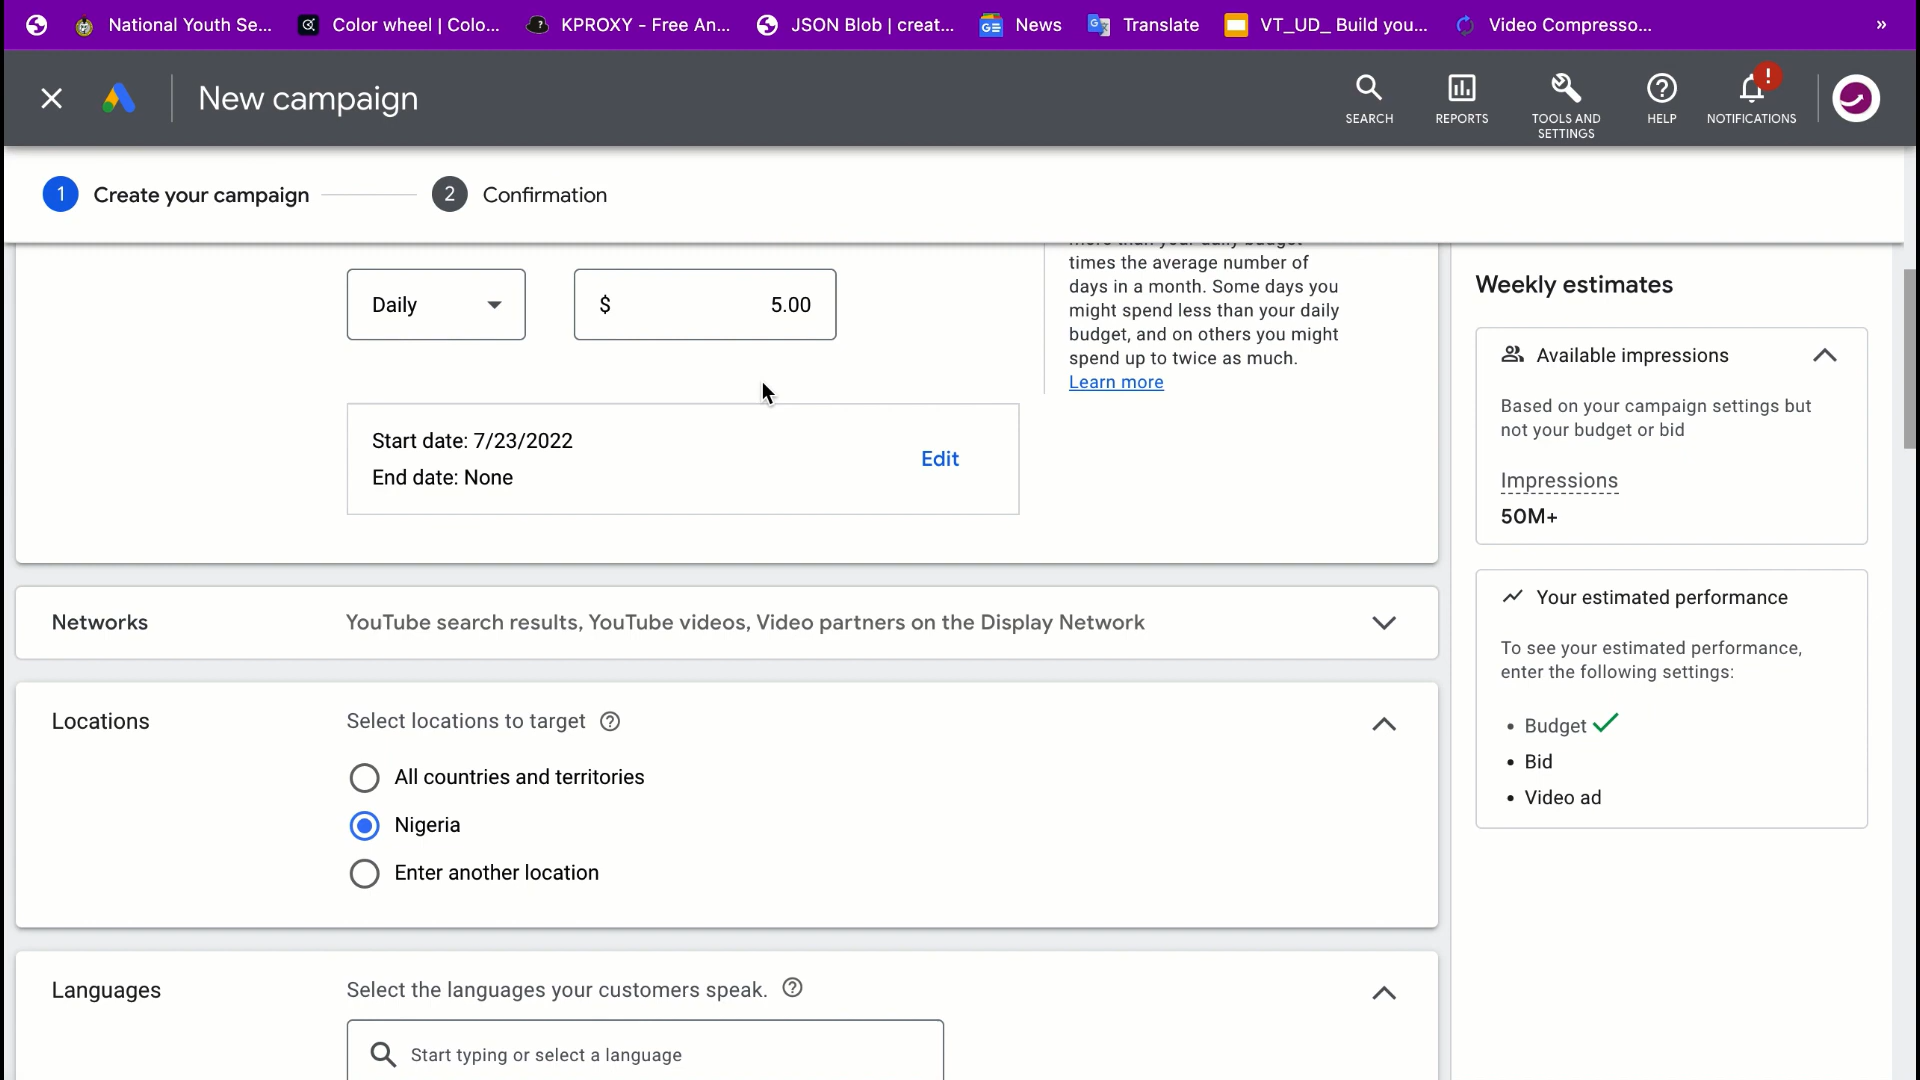 National Youth Se...
Color wheel | Colo...
KPROXY - Free An...
JSON Blob | creat...
News
Translate
VT_UD_ Build you...
Video Compresso...
»
New campaign
SEARCH
REPORTS
TOOLS AND
SETTINGS
HELP
!
NOTIFICATIONS
1 Create your campaign
2 Confirmation
more than your daily budget
times the average number of
days in a month. Some days you
might spend less than your daily
budget, and on others you might
spend up to twice as much.
Learn more
Daily
$ 5.00
Start date: 7/23/2022
End date: None
Edit
Networks
YouTube search results, YouTube videos, Video partners on the Display Network
Locations
Select locations to target
All countries and territories
Nigeria
Enter another location
Languages
Select the languages your customers speak.
Start typing or select a language
Weekly estimates
Available impressions
Based on your campaign settings but
not your budget or bid
Impressions
50M+
Your estimated performance
To see your estimated performance,
enter the following settings:
• Budget
• Bid
• Video ad